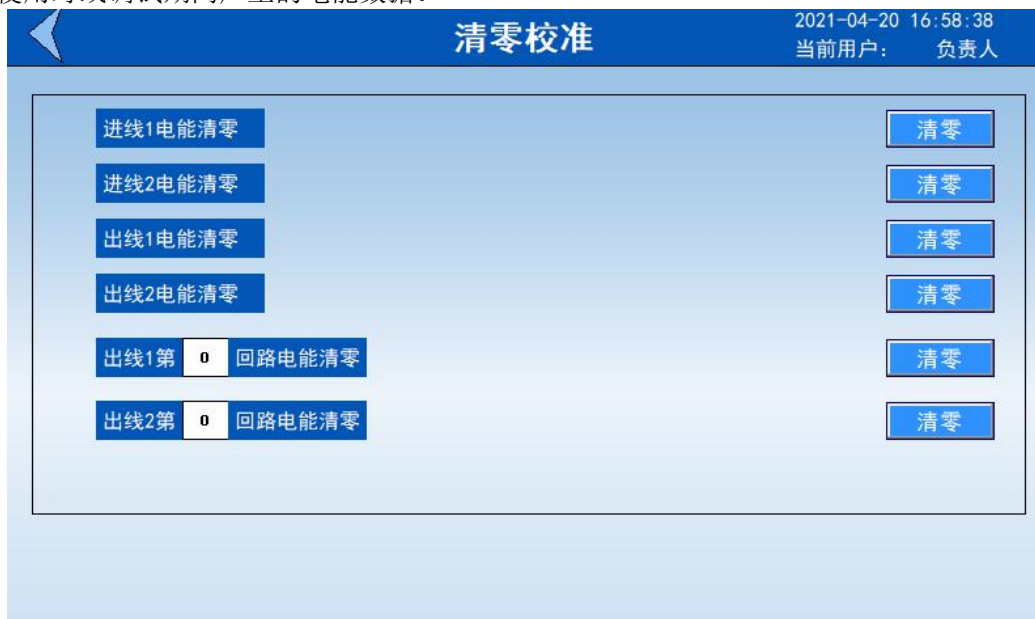 清零校准
2021-04-20 16:58:38
当前用户: 负责人
进线1电能清零 清零
进线2电能清零 清零
出线1电能清零 清零
出线2电能清零 清零
出线1第 0 回路电能清零 清零
出线2第 0 回路电能清零 清零